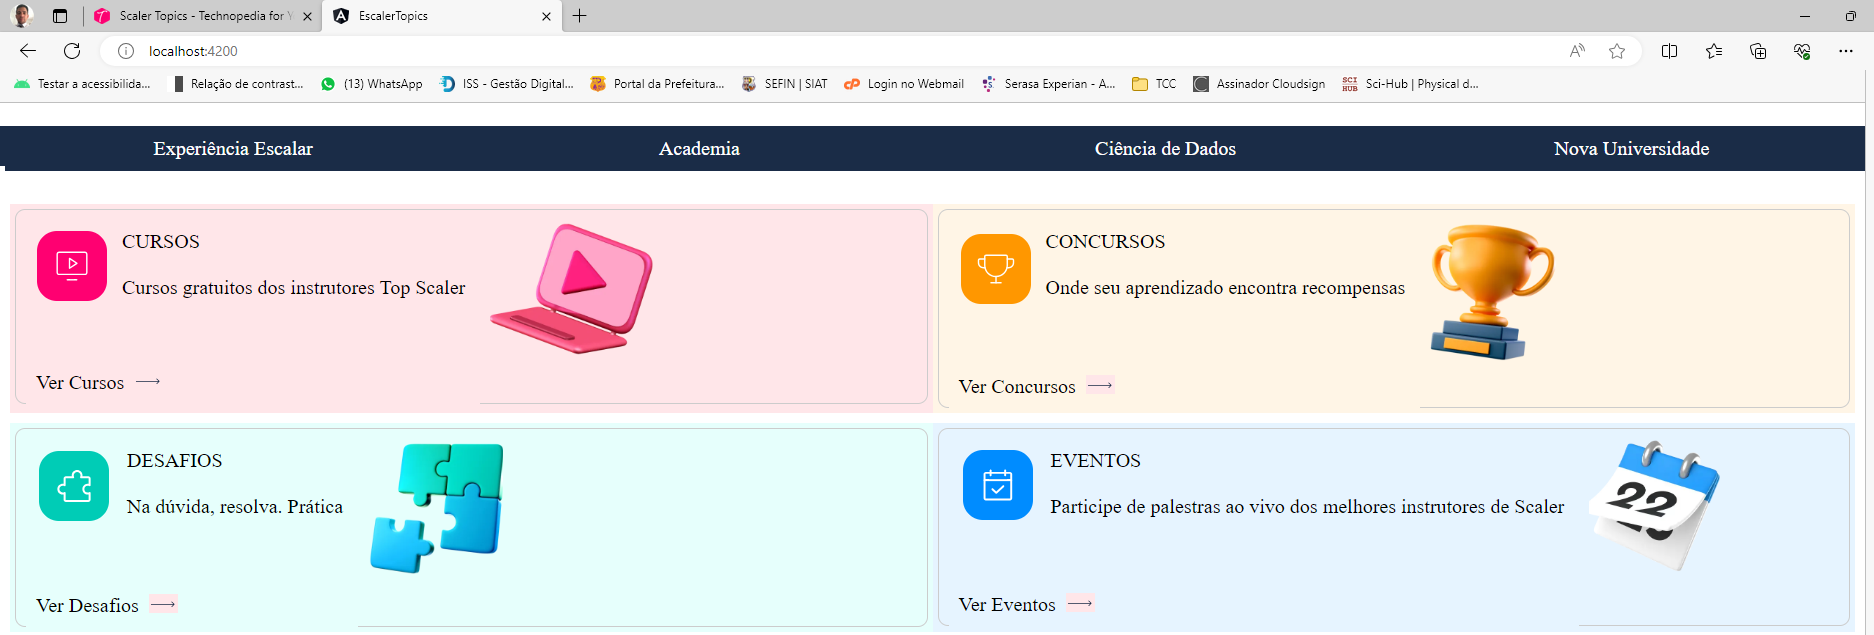 Scaler Topics - Technopedia for Y
EscalerTopics
localhost:4200
Testar a acessibilida...
Relação de contrast...
(13) WhatsApp
ISS - Gestão Digital...
Portal da Prefeitura...
SEFIN | SIAT
cP
Login no Webmail
Serasa Experian - A...
TCC
Assinador Cloudsign
SCI
HUB
Sci-Hub | Physical d...
Experiência Escalar
Academia
Ciência de Dados
Nova Universidade
CURSOS
Cursos gratuitos dos instrutores Top Scaler
Ver Cursos
CONCURSOS
Onde seu aprendizado encontra recompensas
Ver Concursos
DESAFIOS
Na dúvida, resolva. Prática
Ver Desafios
EVENTOS
Participe de palestras ao vivo dos melhores instrutores de Scaler
22
Ver Eventos